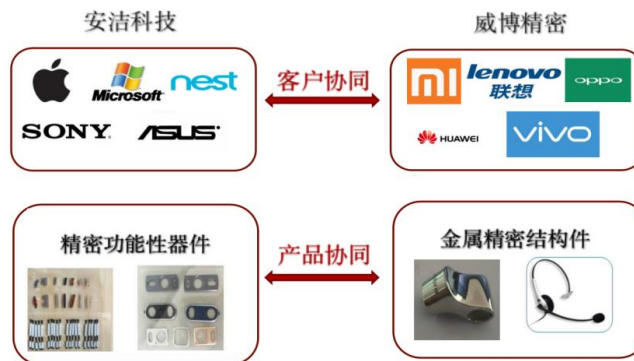 安洁科技
威博精密
Microsoft
nest
SONY
ASUS
客户协同
mi
lenovo
联想
oppo
HUAWEI
vivo
精密功能性器件
产品协同
金属精密结构件